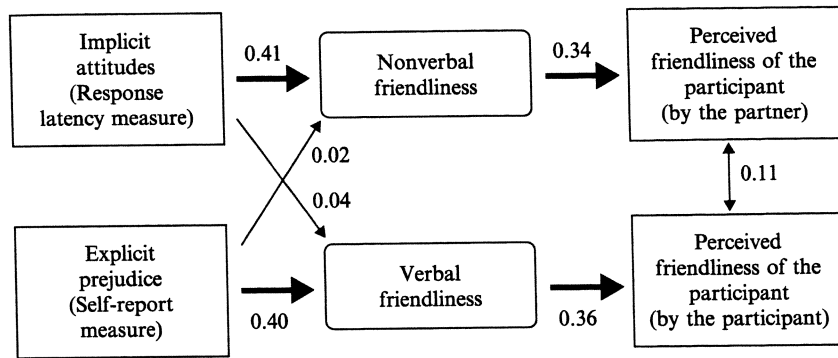 Implicit
attitudes
(Response
latency measure)
0.41
Nonverbal
friendliness
0.34
Perceived
friendliness of the
participant
(by the partner)
0.02
0.04
0.11
Explicit
prejudice
(Self-report
measure)
0.40
Verbal
friendliness
0.36
Perceived
friendliness of the
participant
(by the participant)